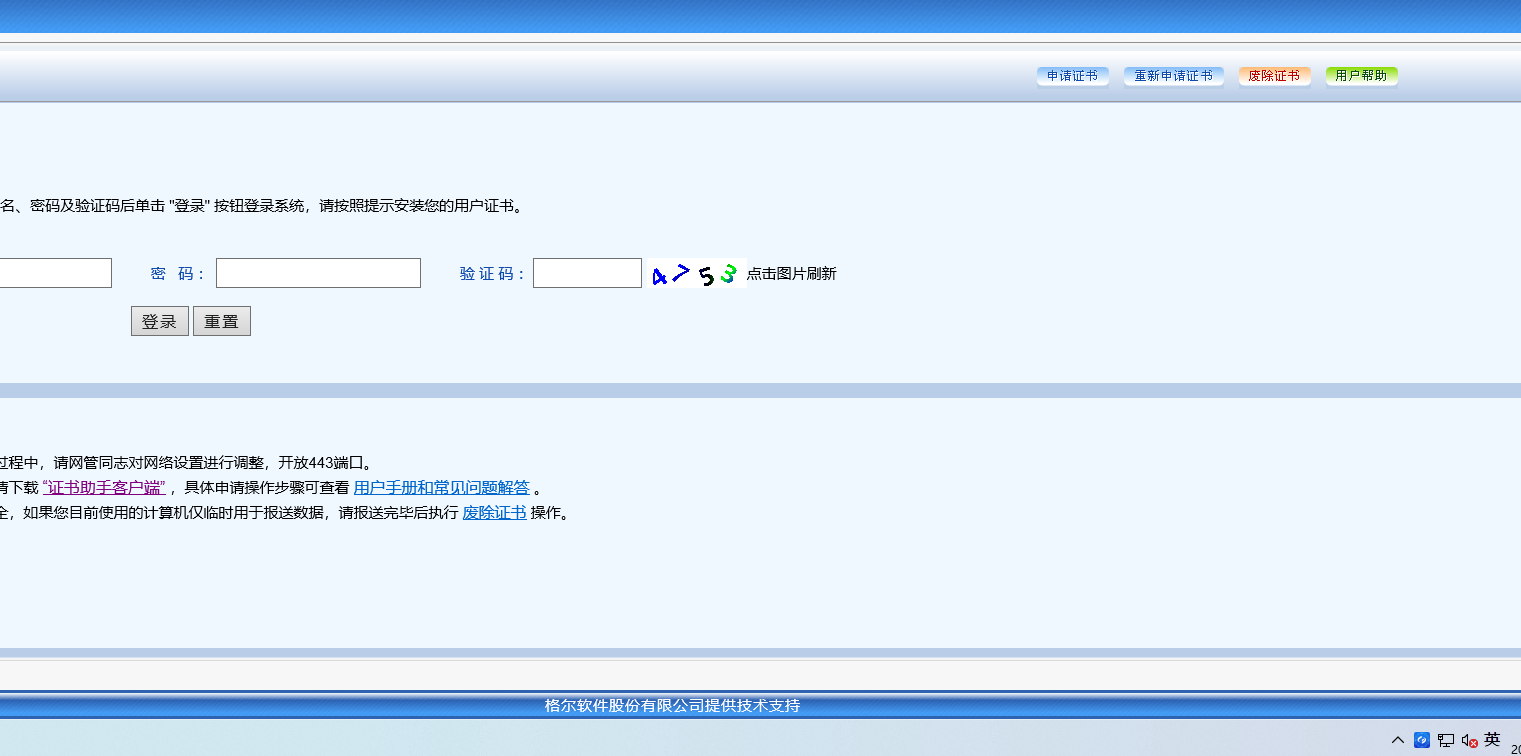 申请证书 重新申请证书 废除证书 用户帮助
名、密码及验证码后单击 "登录" 按钮登录系统，请按照提示安装您的用户证书。
密 码： 验 证 码： 4753 点击图片刷新
登录 重置
过程中，请网管同志对网络设置进行调整，开放443端口。
请下载 “证书助手客户端” ，具体申请操作步骤可查看 用户手册和常见问题解答 。
全，如果您目前使用的计算机仅临时用于报送数据，请报送完毕后执行 废除证书 操作。
格尔软件股份有限公司提供技术支持
英